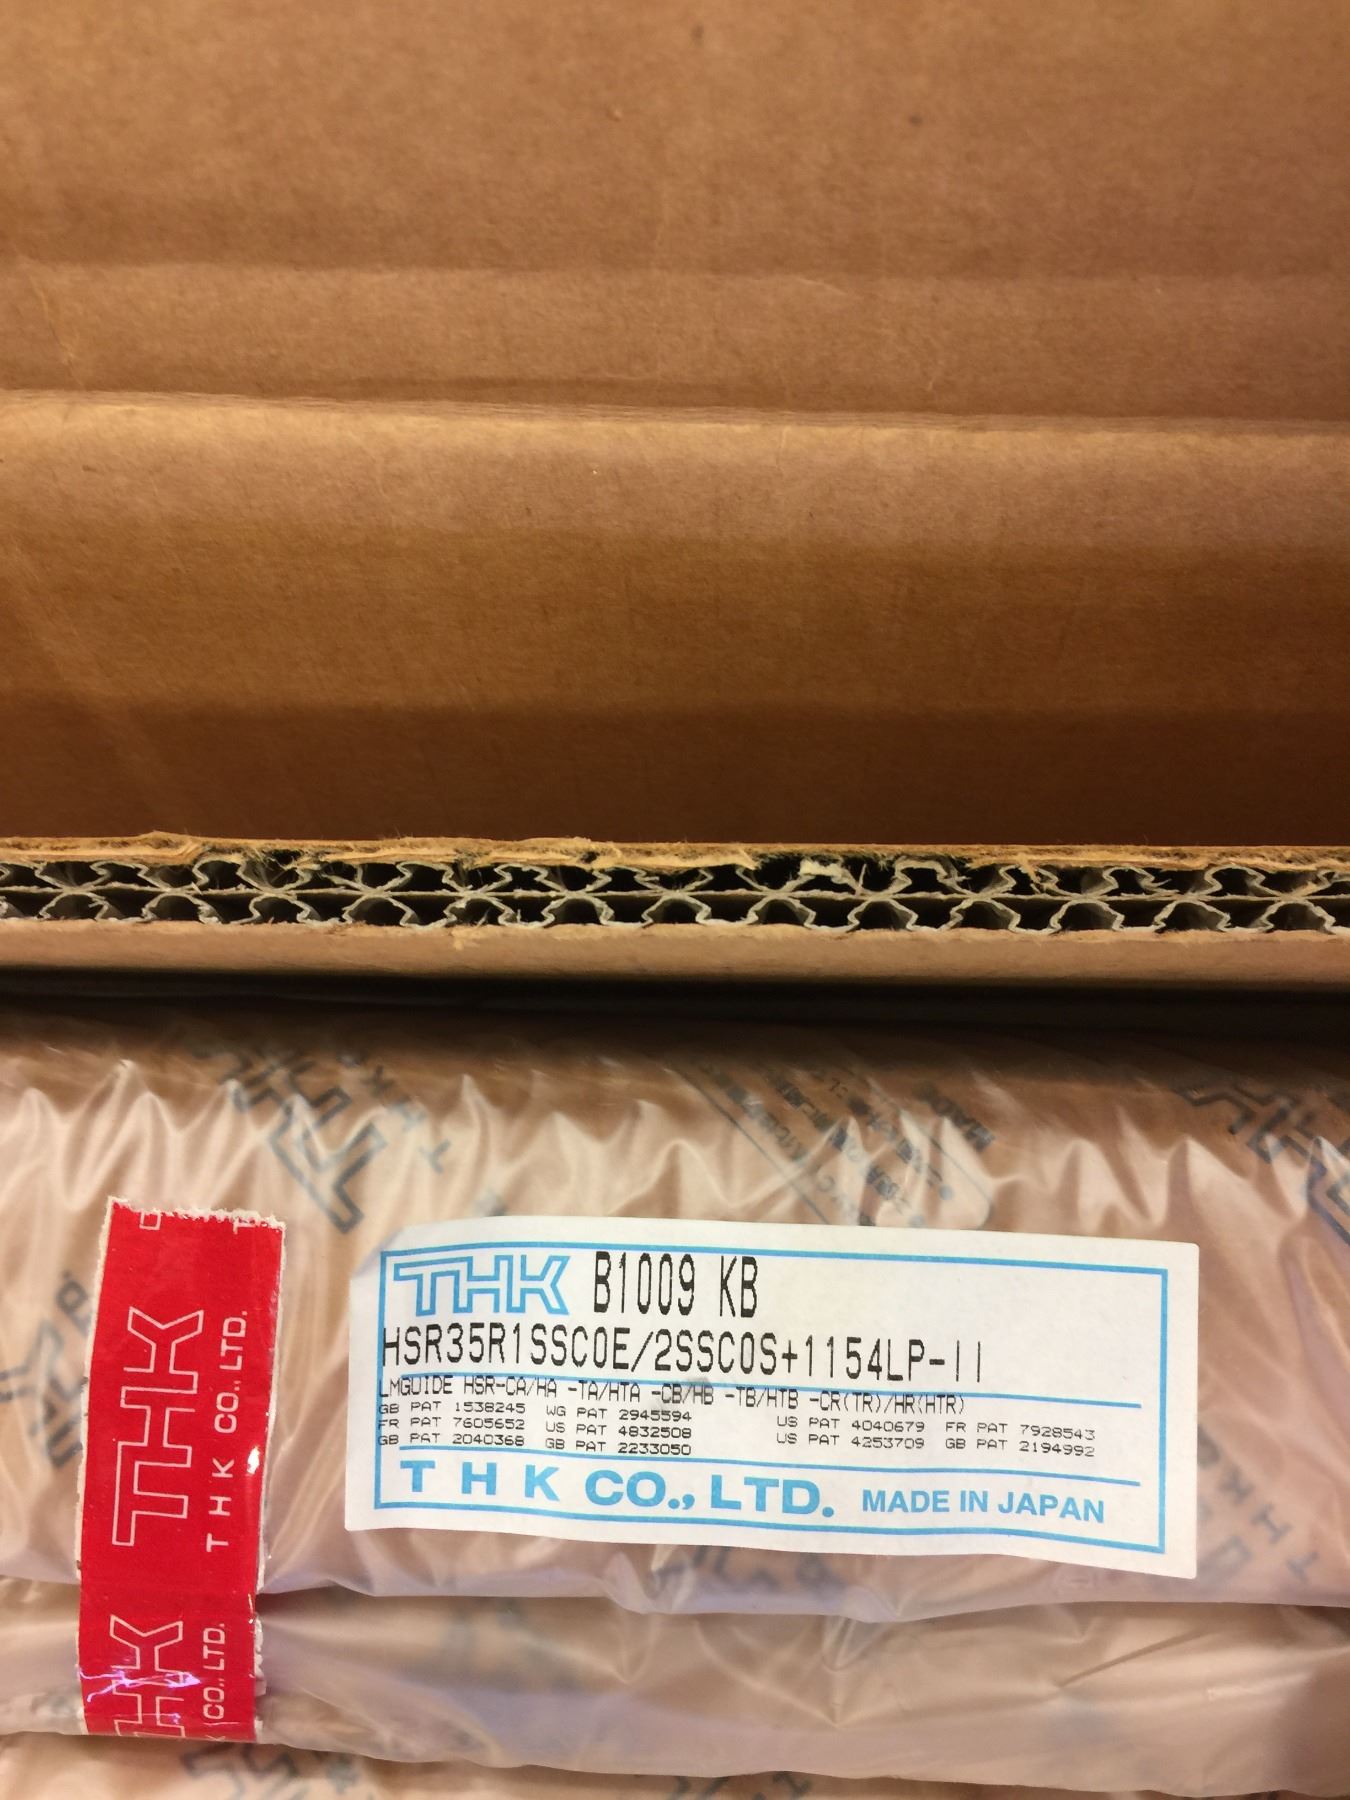 THK B1009 KB
HSR35R1SSC0E/2SSC0S+1154LP-II
LMGUIDE HSR-CA/HA -TA/HTA -CB/HB -TB/HTB -CR(TR)/HR(HTR)
GB PAT 1538245 WG PAT 2945594 US PAT 4040679 FR PAT 7928543
FR PAT 7605652 US PAT 4832508 US PAT 4253709 GB PAT 2194992
GB PAT 2040368 GB PAT 2233050
THK CO., LTD. MADE IN JAPAN
THK
THK CO., LTD.
THK
K CO., LTD.